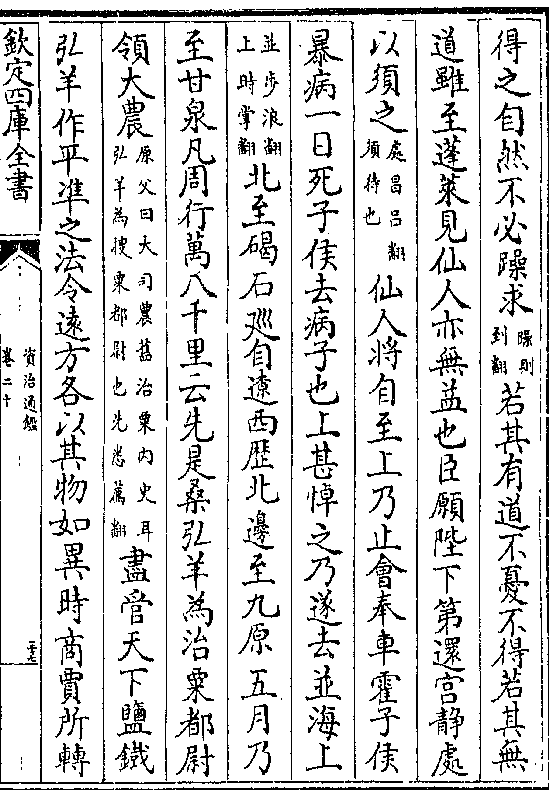 得之自然不必躁求躁則到翻若其有道不憂不得若其無
道雖至蓬萊見仙人亦無益也臣願陛下第還宫静處
以須之處昌吕翻須待也仙人將自至上乃止會奉車霍子侯
暴病一日死子侯去病子也上甚悼之乃遂去並海上
並步浪翻上時掌翻北至碣石廵自遼西歴北邊至九原五月乃
至甘泉凡周行萬八千里云先是桑弘羊為治粟都尉
領大農原父曰大司農舊治粟内史耳弘羊為搜粟都尉也先悉薦翻盡管天下鹽鐵
弘羊作平準之法令遠方各以其物如異時商賈所轉
欽定四庫全書
資治通鑑
卷二十
二十七